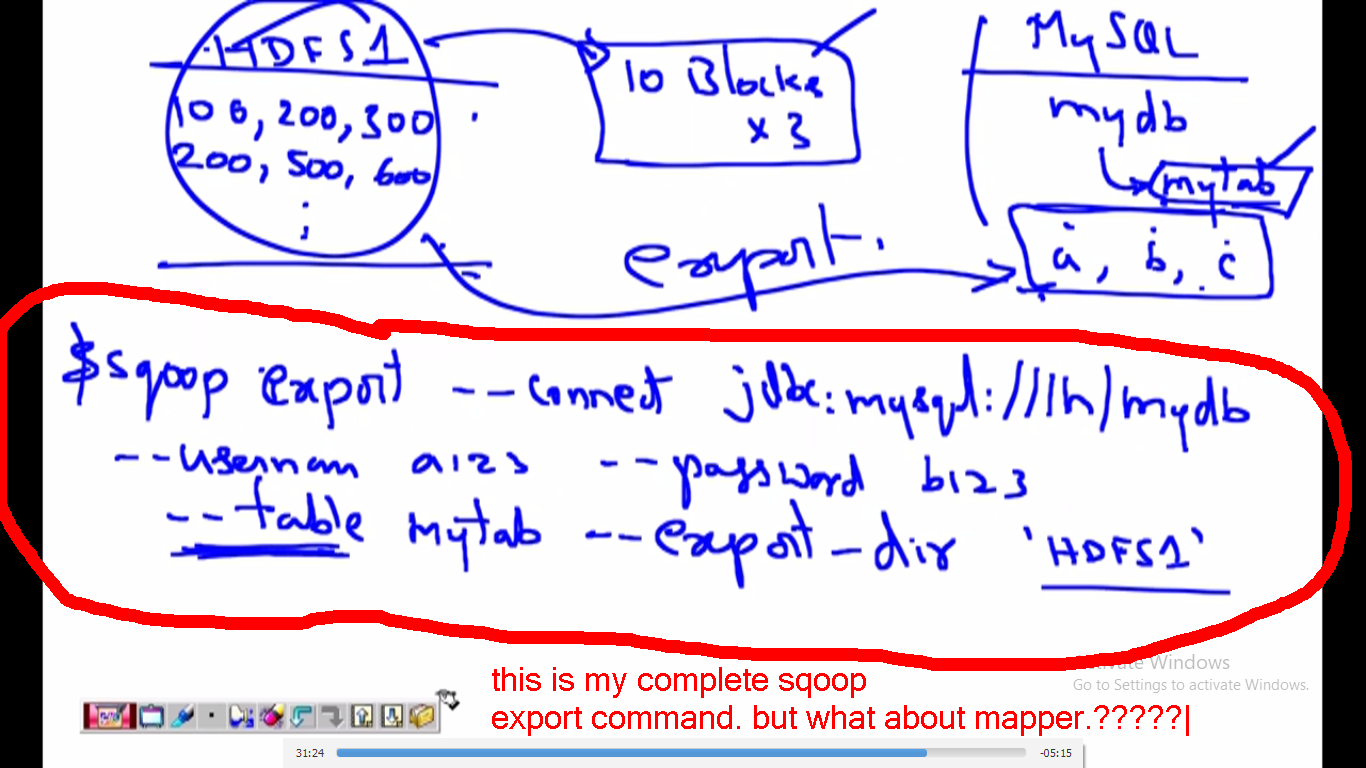 HDFS1
100, 200, 300
200, 500, 600
10 Blocks
x 3
MySQL
mydb
mytab
a, b, c
export.
$sqoop export --connect jdbc:mysql://lh/mydb
--usernam a123 --password b123
--table mytab --export-dir 'HDFS1'
Activate Windows
Go to Settings to activate Windows.
this is my complete sqoop
export command. but what about mapper.?????|
31:24
-05:15